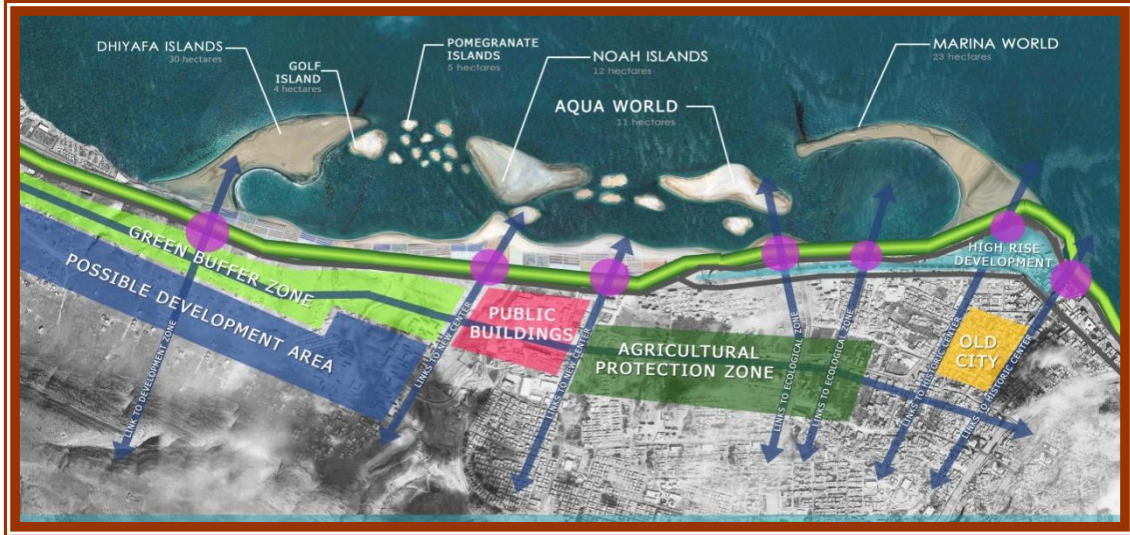 DHIYAFA ISLANDS
30 hectares
GOLF
ISLAND
4 hectares
POMEGRANATE
ISLANDS
5 hectares
NOAH ISLANDS
12 hectares
AQUA WORLD
11 hectares
MARINA WORLD
23 hectares
GREEN BUFFER ZONE
POSSIBLE DEVELOPMENT AREA
PUBLIC
BUILDINGS
AGRICULTURAL
PROTECTION ZONE
HIGH RISE
DEVELOPMENT
OLD
CITY
LINK TO DEVELOPMENT ZONE
LINKS TO NEW CENTER
LINKS TO NEW CENTER
LINKS TO ECOLOGICAL ZONE
LINKS TO ECOLOGICAL ZONE
LINKS TO HISTORIC CENTER
LINKS TO HISTORIC CENTER